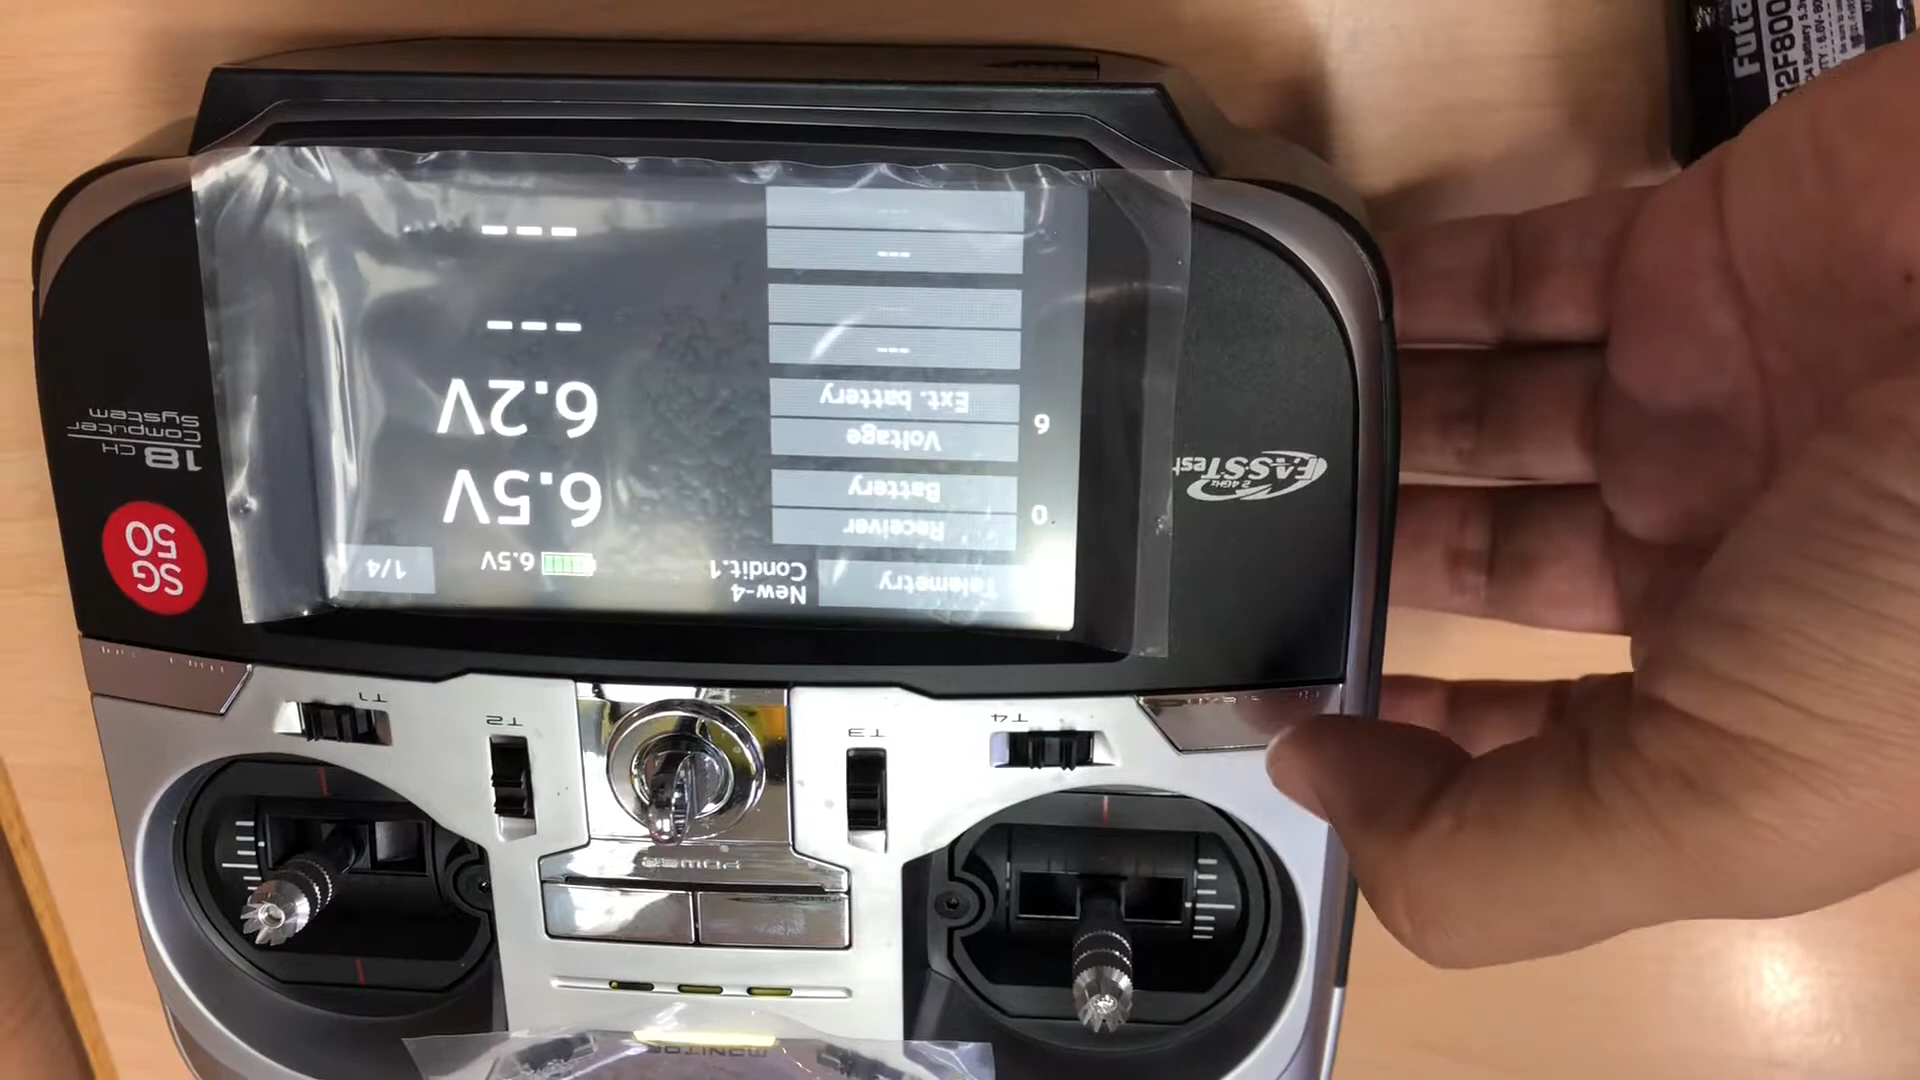 MONITOR
POWER
T4
T3
T2
T1
Telemetry
New-4
Condit.1
6.5V
1/4
0
Receiver
Battery
6.5V
6
Voltage
Ext. battery
6.2V
---
---
---
---
---
---
FASSTest
2.4GHz
SG
50
18 CH
Computer
System